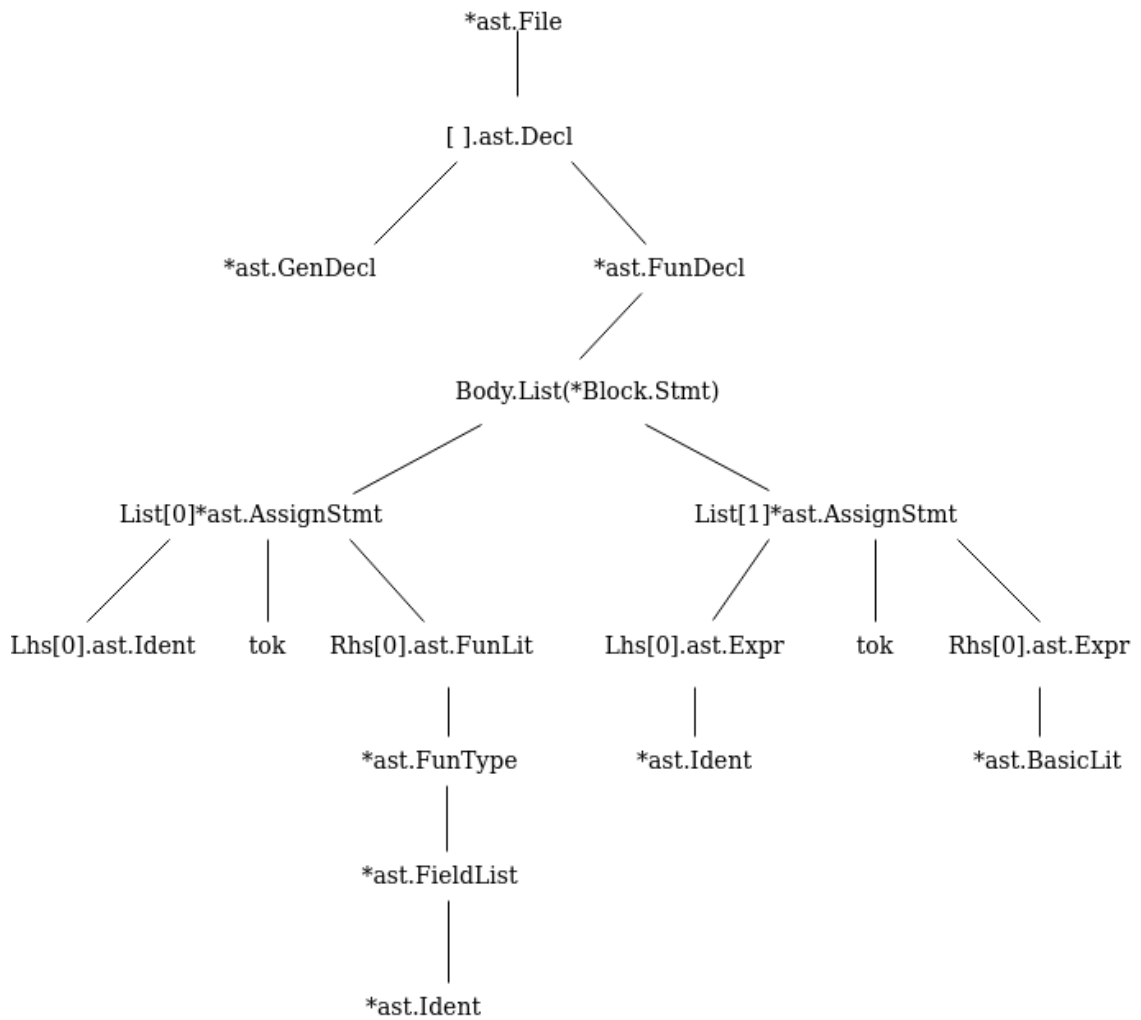 *ast.File
[ ].ast.Decl
*ast.GenDecl
*ast.FunDecl
Body.List(*Block.Stmt)
List[0]*ast.AssignStmt
List[1]*ast.AssignStmt
Lhs[0].ast.Ident
tok
Rhs[0].ast.FunLit
Lhs[0].ast.Expr
tok
Rhs[0].ast.Expr
*ast.FunType
*ast.Ident
*ast.BasicLit
*ast.FieldList
*ast.Ident